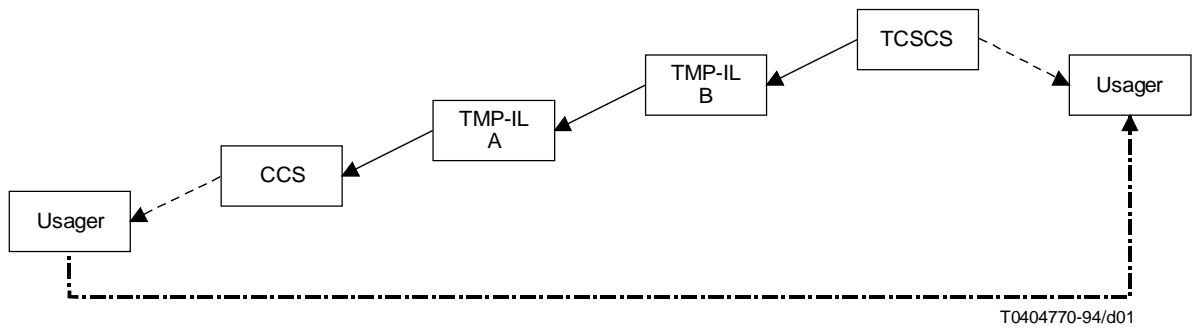 TCSCS
TMP-IL
B
Usager
TMP-IL
A
CCS
Usager
T0404770-94/d01